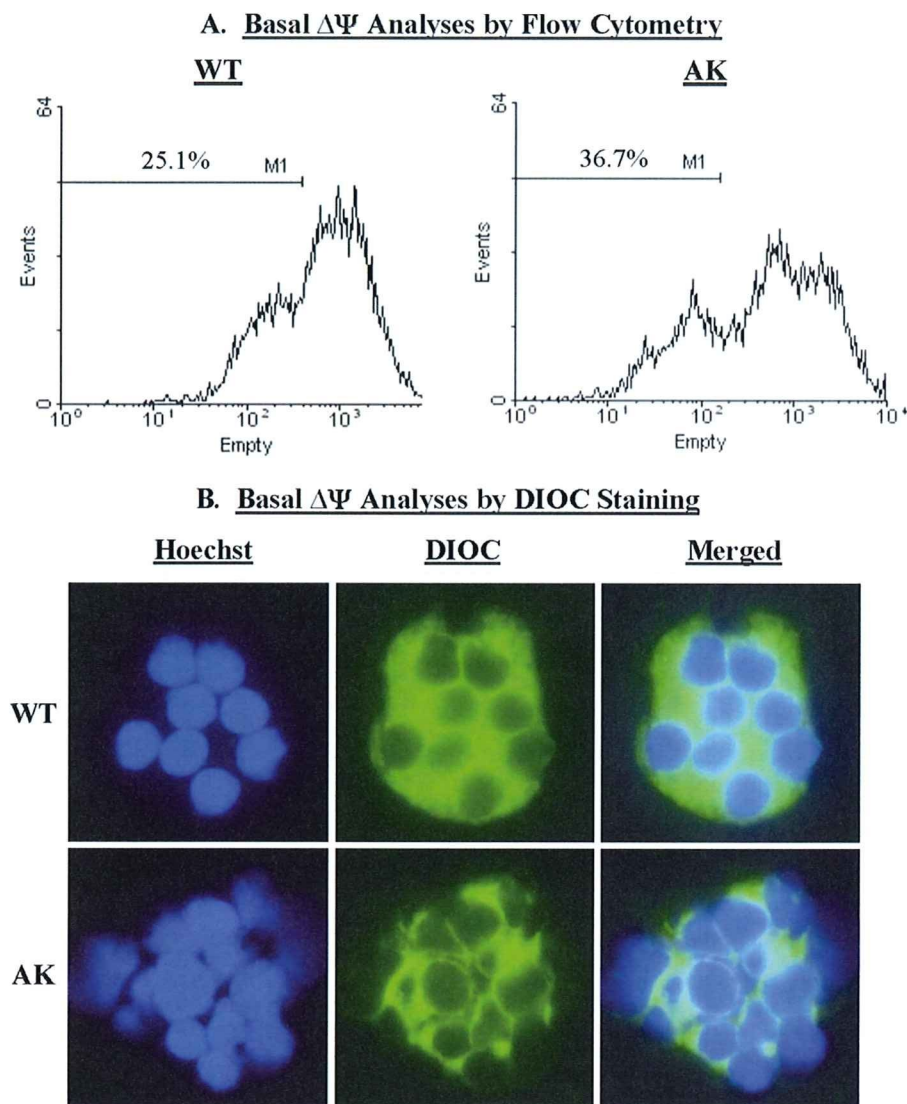 A. Basal ΔΨ Analyses by Flow Cytometry
WT
AK
64
25.1% M1
Events
0
10⁰ 10¹ 10² 10³
Empty
64
36.7% M1
Events
0
10⁰ 10¹ 10² 10³ 10⁴
Empty
B. Basal ΔΨ Analyses by DIOC Staining
Hoechst DIOC Merged
WT
AK